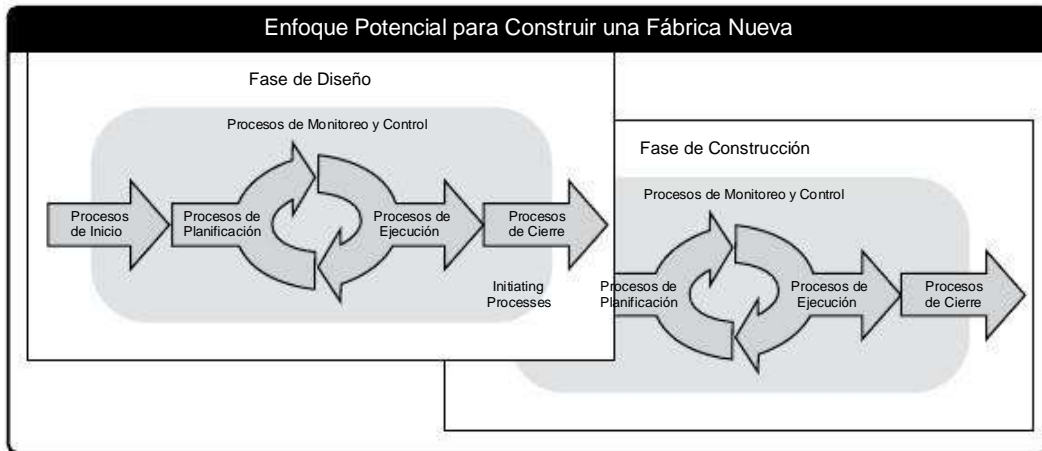 Enfoque Potencial para Construir una Fábrica Nueva
Fase de Diseño
Procesos de Monitoreo y Control
Procesos
de Inicio
Procesos de
Planificación
Procesos de
Ejecución
Procesos
de Cierre
Initiating
Processes
Fase de Construcción
Procesos de Monitoreo y Control
Procesos de
Planificación
Procesos de
Ejecución
Procesos
de Cierre